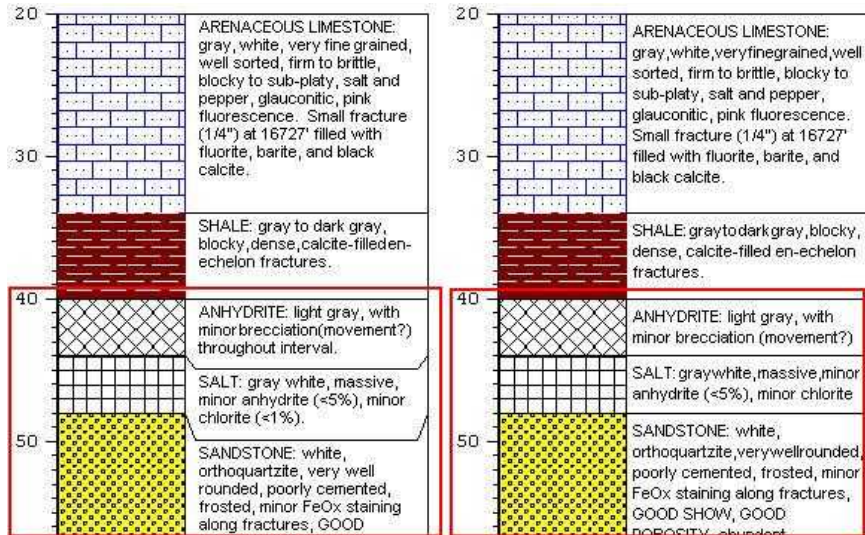 20
ARENACEOUS LIMESTONE:
gray, white, very fine grained,
well sorted, firm to brittle,
blocky to sub-platy, salt and
pepper, glauconitic, pink
fluorescence. Small fracture
(1/4") at 16727' filled with
fluorite, barite, and black
calcite.
30
SHALE: gray to dark gray,
blocky,dense,calcite-filleden-
echelon fractures.
40
ANHYDRITE: light gray, with
minorbrecciation(movement?)
throughout interval.
SALT: gray white, massive,
minor anhydrite (<5%), minor
chlorite (<1%).
50
SANDSTONE: white,
orthoquartzite, very well
rounded, poorly cemented,
frosted, minor FeOx staining
along fractures, GOOD
20
ARENACEOUS LIMESTONE:
gray,white,veryfinegrained,well
sorted, firm to brittle, blocky to
sub-platy, salt and pepper,
glauconitic, pink fluorescence.
Small fracture (1/4") at 16727'
filled with fluorite, barite, and
black calcite.
30
SHALE: graytodarkgray, blocky,
dense, calcite-filled en-echelon
fractures.
40
ANHYDRITE: light gray, with
minor brecciation (movement?)
SALT: graywhite, massive,minor
anhydrite (<5%), minor chlorite
50
SANDSTONE: white,
orthoquartzite,verywellrounded,
poorly cemented, frosted, minor
FeOx staining along fractures,
GOOD SHOW, GOOD
POROSITY, abundant